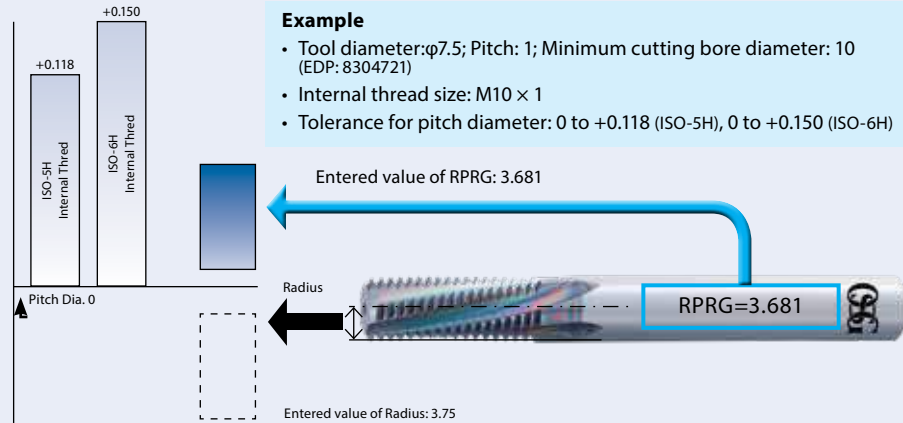 +0.150
+0.118
ISO-5H
Internal Thred
ISO-6H
Internal Thred
Pitch Dia. 0
Example
• Tool diameter:φ7.5; Pitch: 1; Minimum cutting bore diameter: 10
(EDP: 8304721)
• Internal thread size: M10 × 1
• Tolerance for pitch diameter: 0 to +0.118 (ISO-5H), 0 to +0.150 (ISO-6H)
Entered value of RPRG: 3.681
Radius
RPRG=3.681
OSG
Entered value of Radius: 3.75